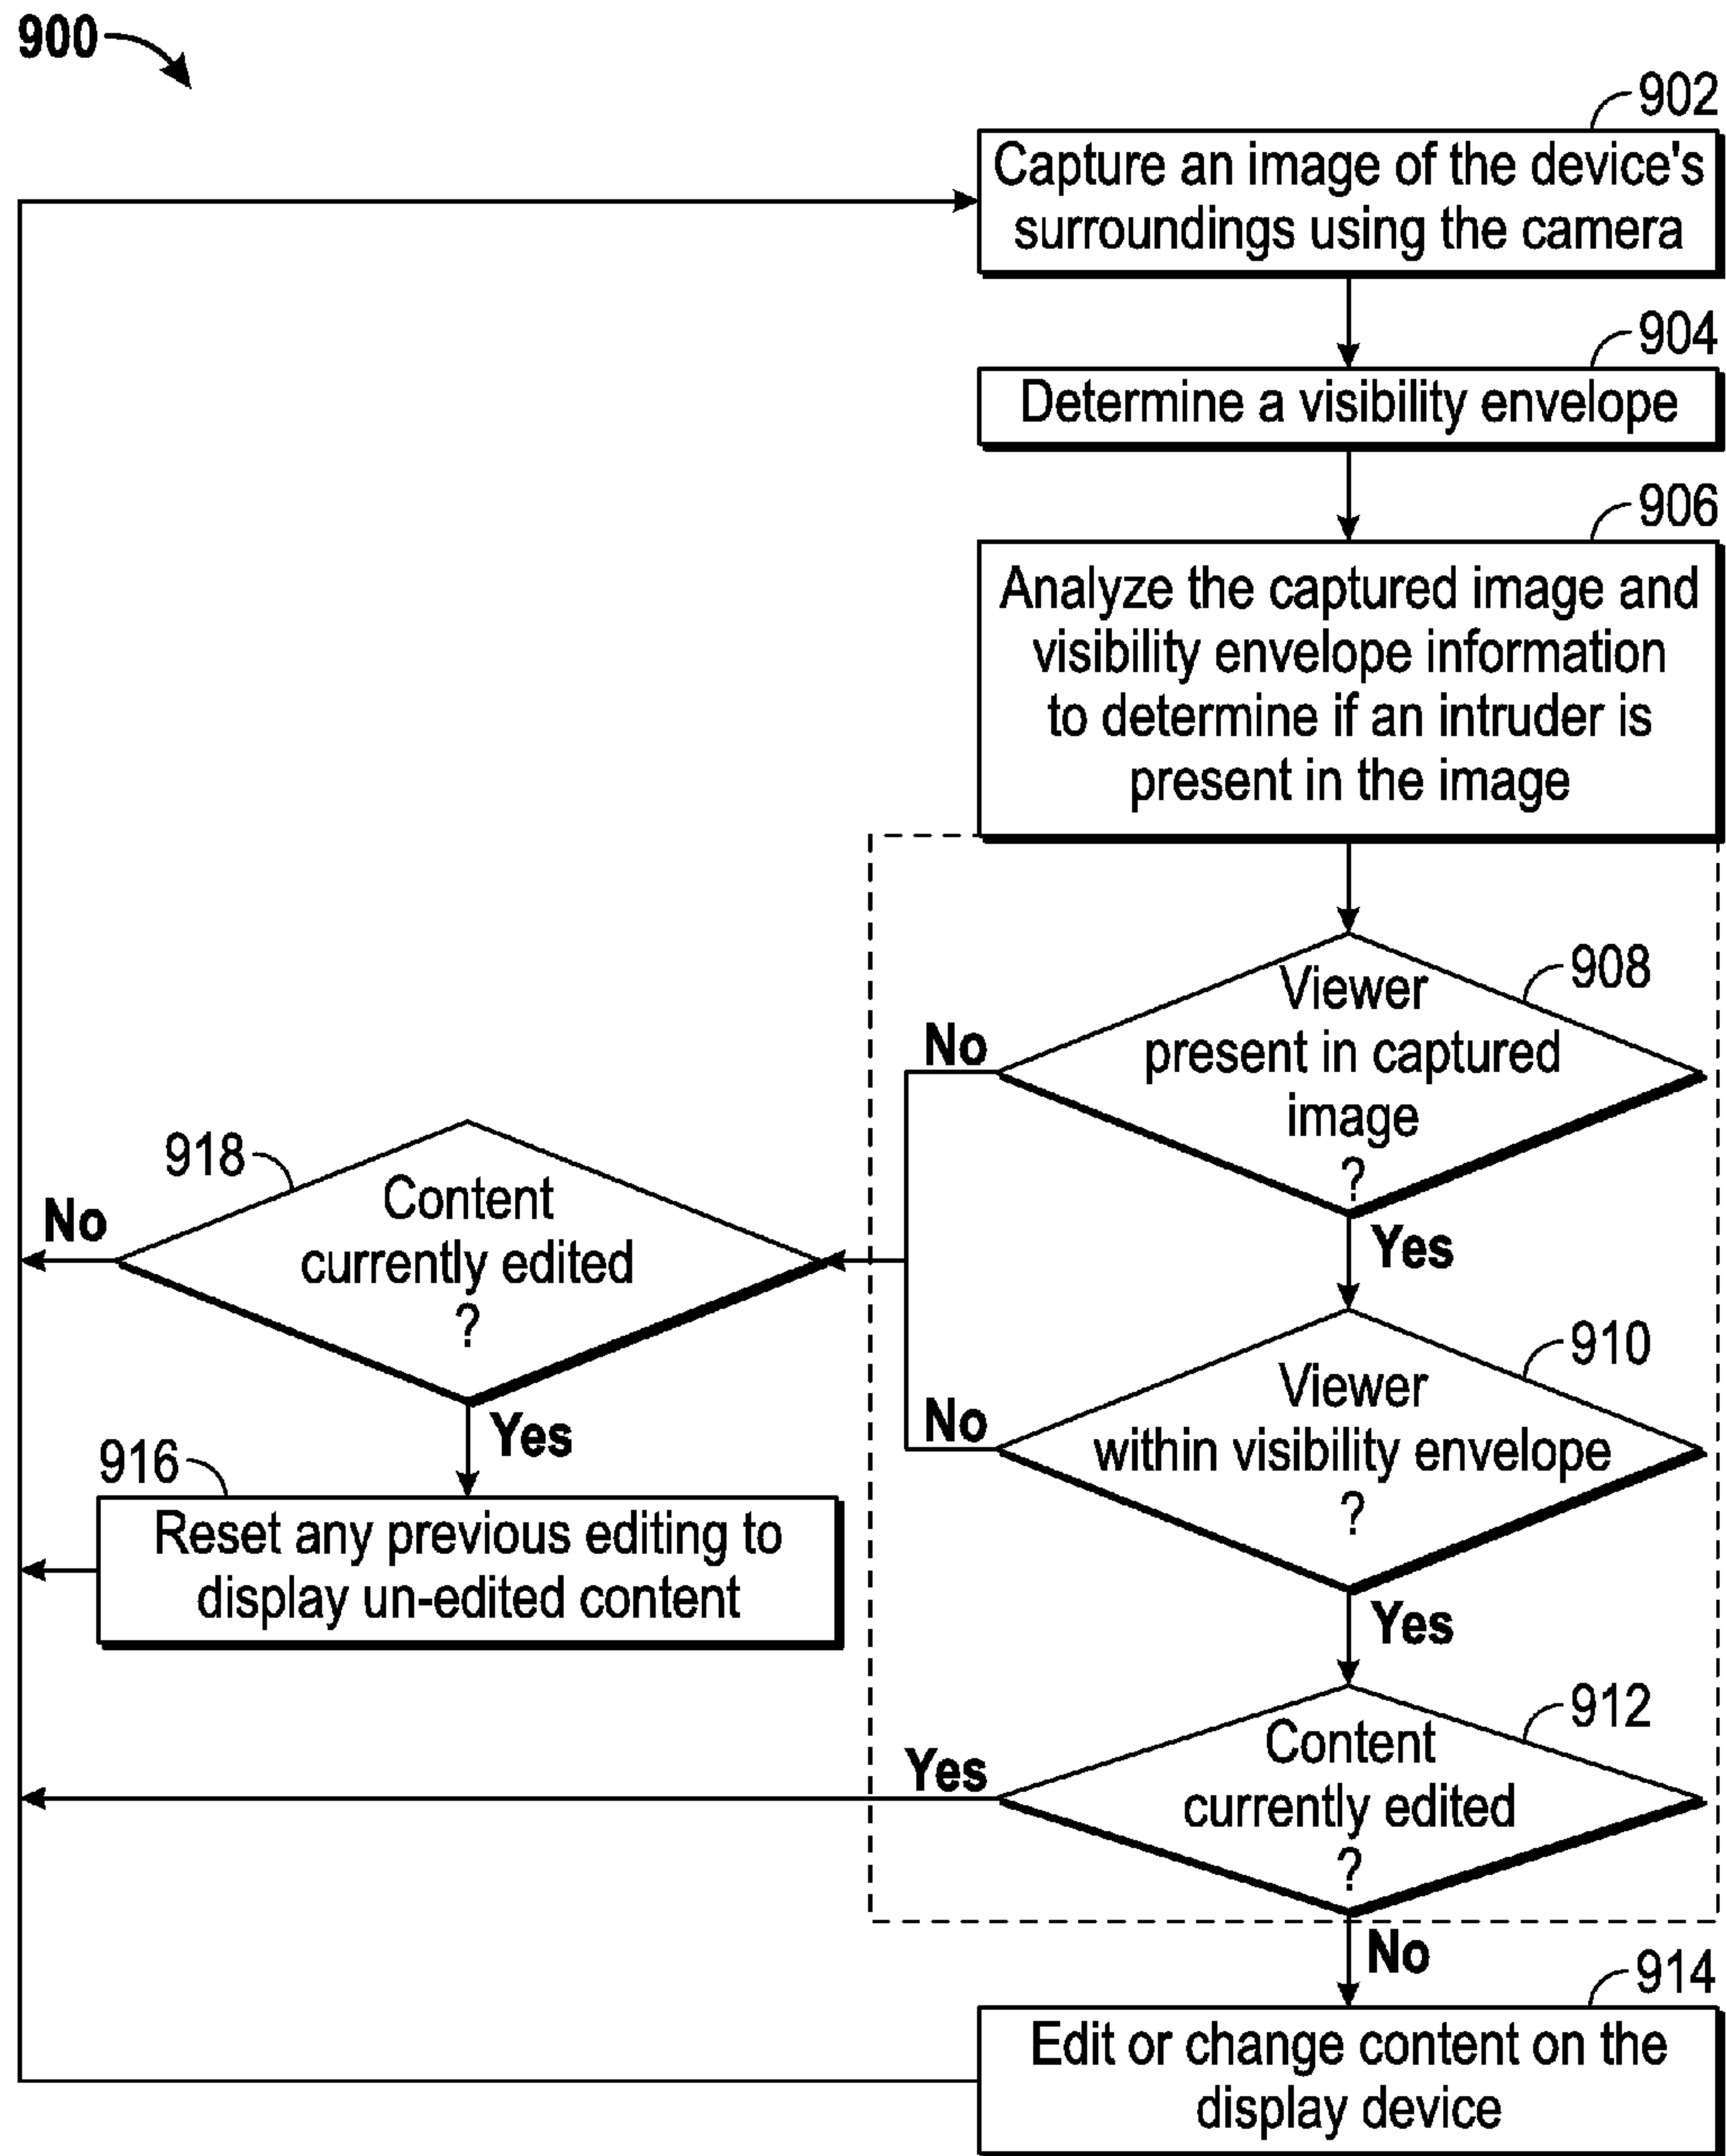 900
902
Capture an image of the device's
surroundings using the camera
904
Determine a visibility envelope
906
Analyze the captured image and
visibility envelope information
to determine if an intruder is
present in the image
908
Viewer
present in captured
image
?
No
Yes
918
Content
currently edited
?
No
Yes
910
Viewer
within visibility envelope
?
No
Yes
916
Reset any previous editing to
display un-edited content
912
Content
currently edited
?
Yes
No
914
Edit or change content on the
display device